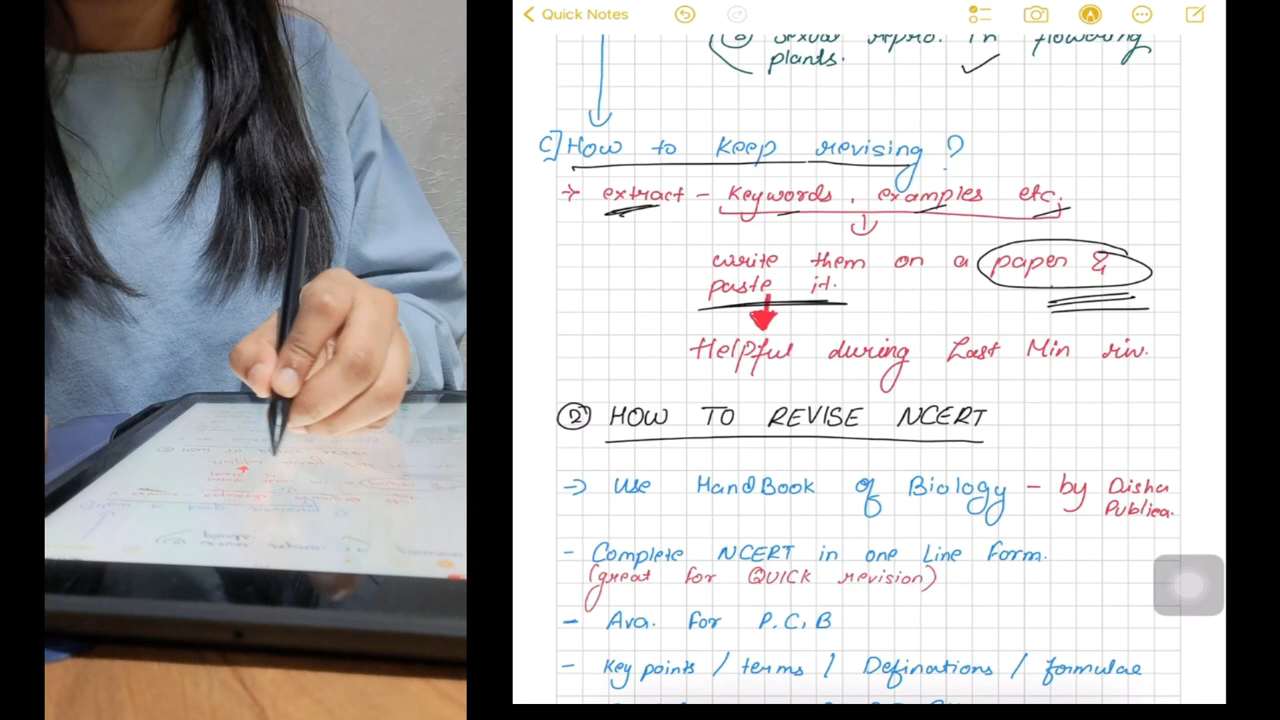 Quick Notes
③ Sexual repro. in flowering
plants.
C] How to keep revising?
→ extract - keywords, examples etc.
write them on a paper &
paste it.
Helpful during Last Min riv.
② HOW TO REVISE NCERT
→ Use HandBook of Biology - by Disha
Publica.
- Complete NCERT in one Line Form.
(great for QUICK revision)
- Ava. For P.C,B
- Key points / terms / Definations / formulae